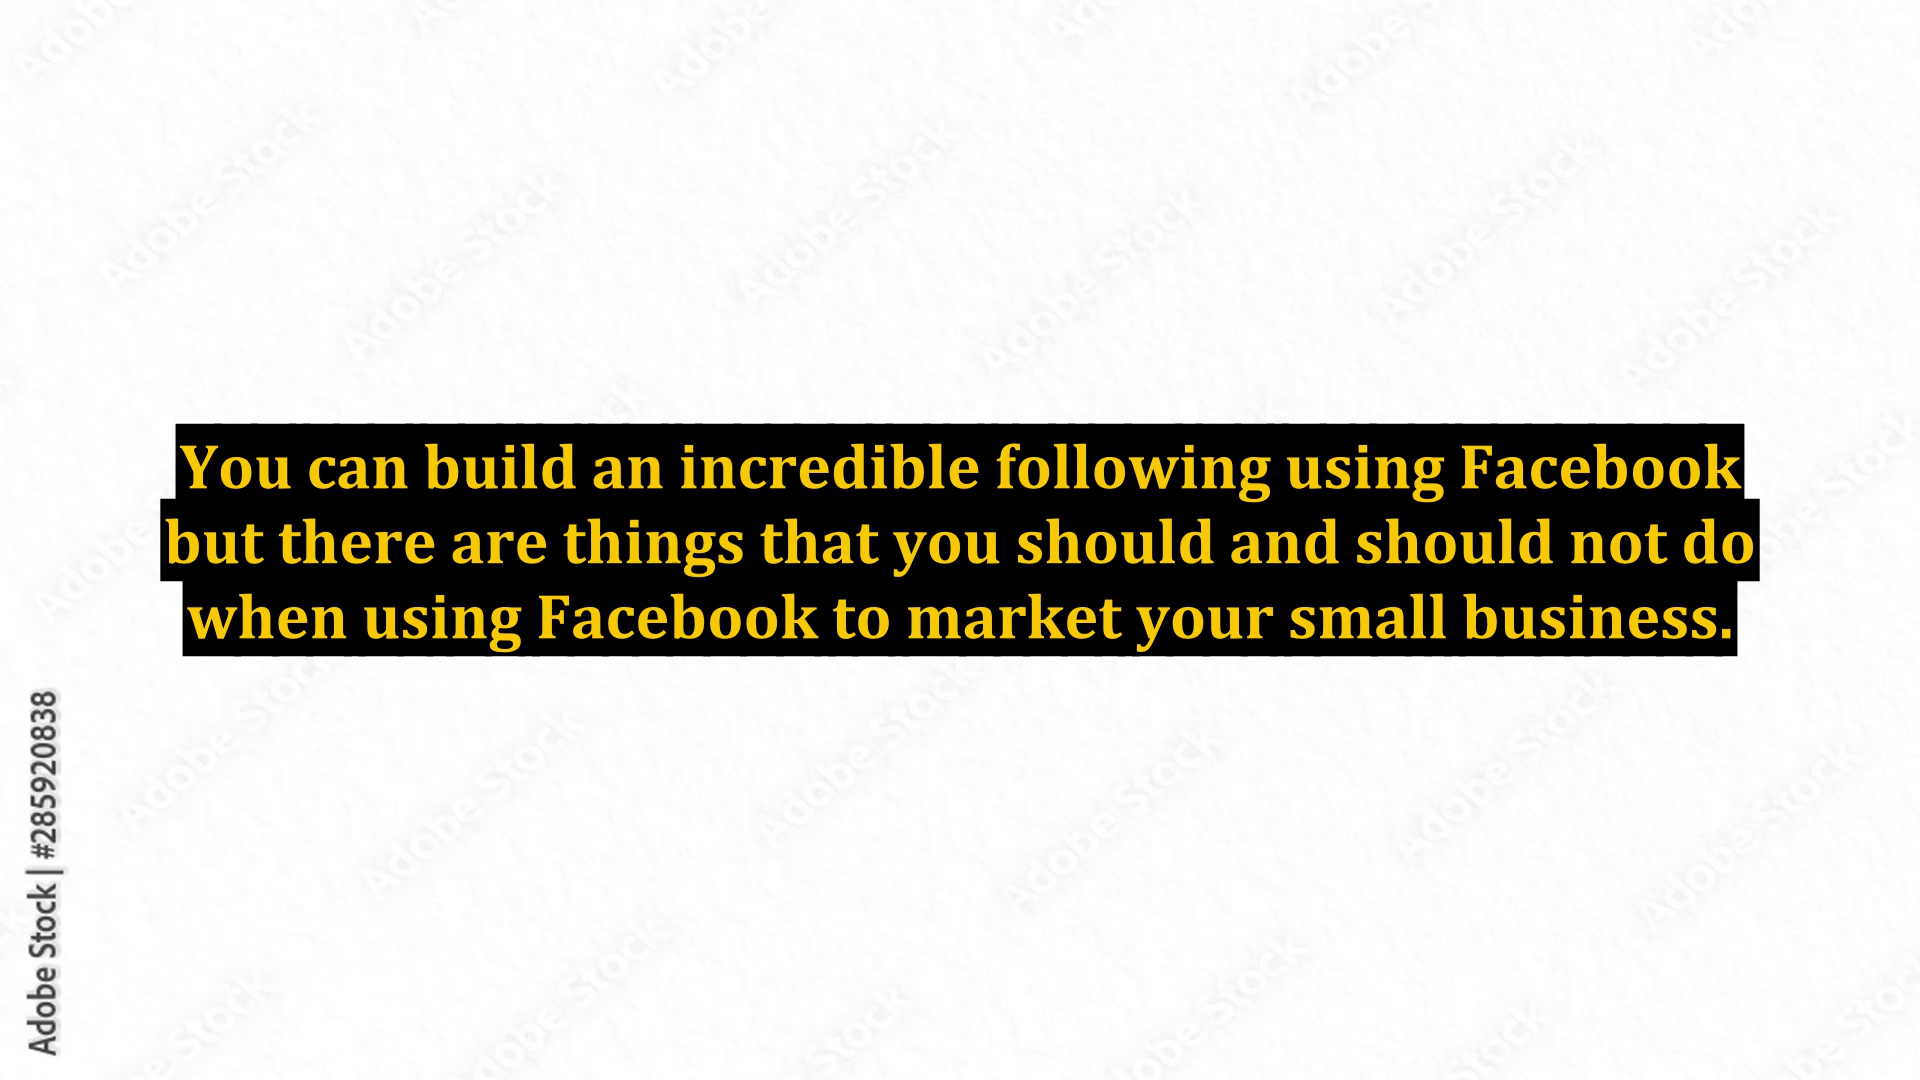 You can build an incredible following using Facebook
but there are things that you should and should not do
when using Facebook to market your small business.
Adobe Stock | #285920838